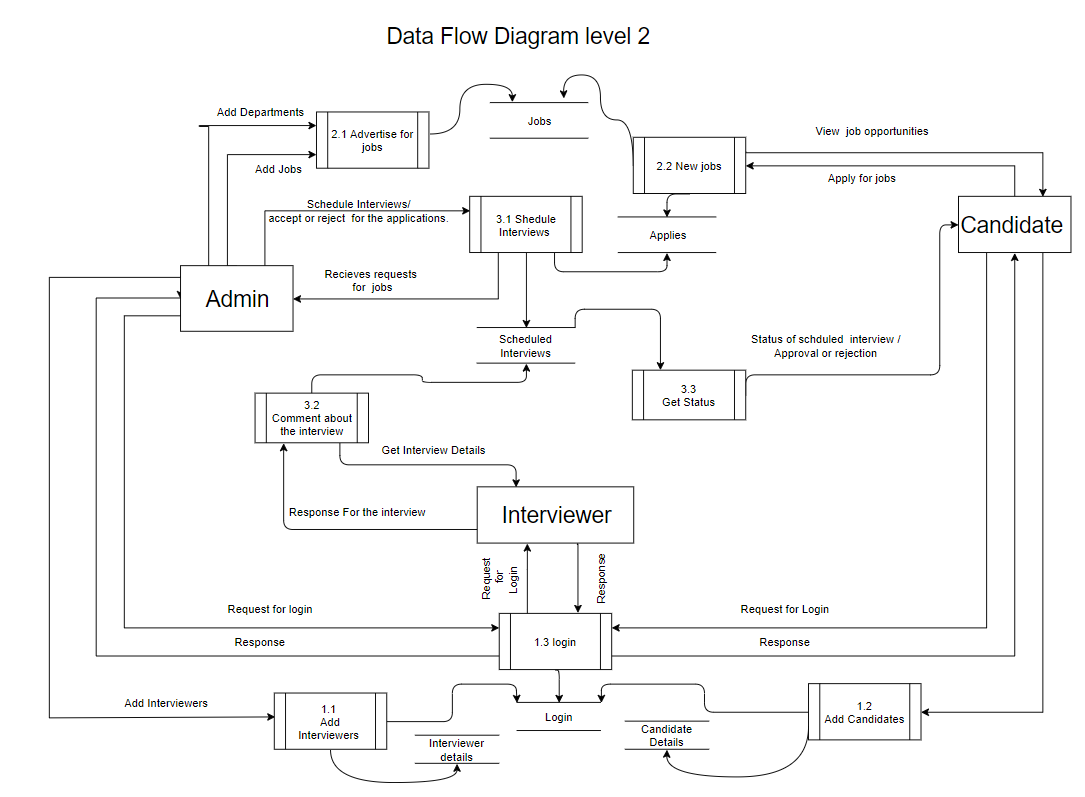 Data Flow Diagram level 2
Add Departments
2.1 Advertise for
jobs
Add Jobs
Jobs
View job opportunities
2.2 New jobs
Apply for jobs
Schedule Interviews/
accept or reject for the applications.
3.1 Shedule
Interviews
Applies
Candidate
Admin
Recieves requests
for jobs
Scheduled
Interviews
Status of schduled interview /
Approval or rejection
3.3
Get Status
3.2
Comment about
the interview
Get Interview Details
Response For the interview
Interviewer
Request
for
Login
Response
Request for login
Request for Login
Response
1.3 login
Response
Add Interviewers
1.1
Add
Interviewers
Login
1.2
Add Candidates
Interviewer
details
Candidate
Details